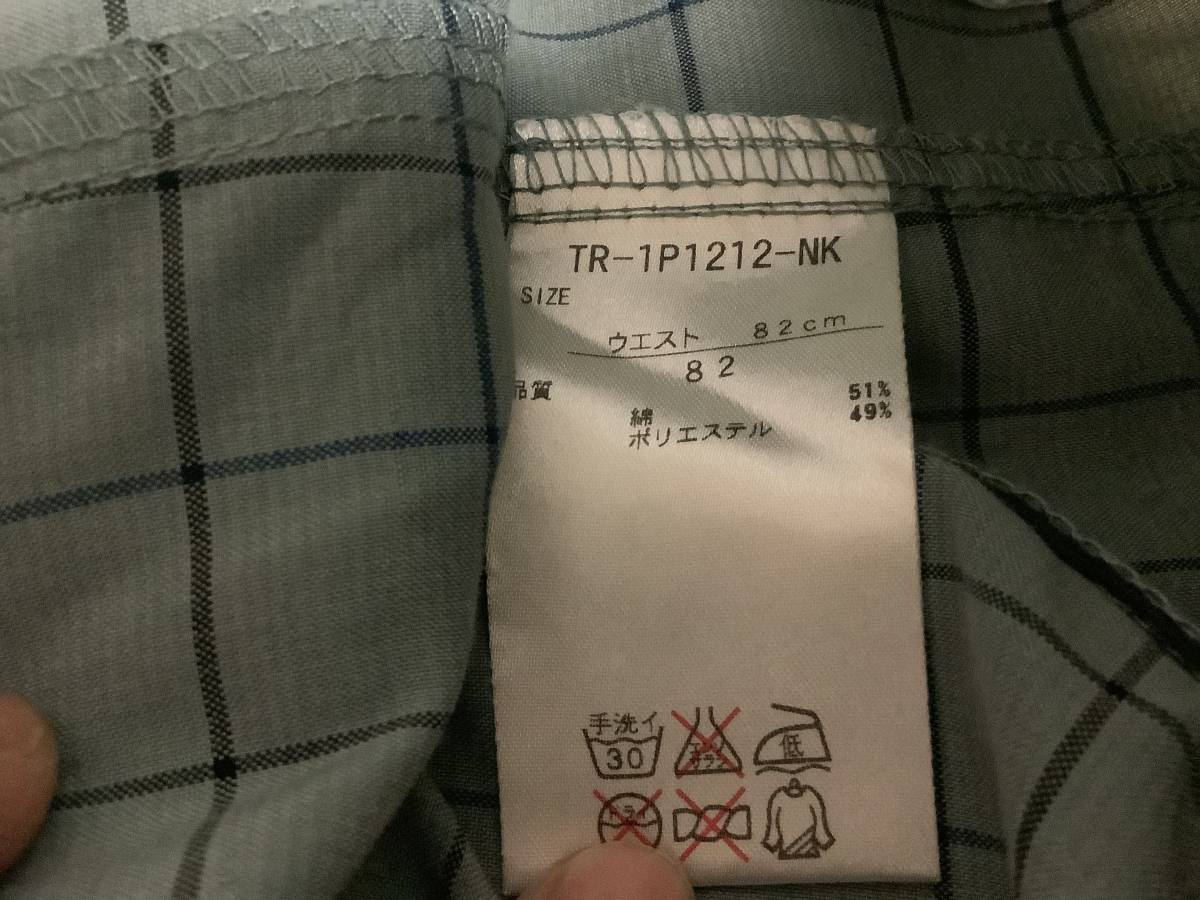 TR-1P1212-NK
SIZE
ウエスト 82cm
82
品質
綿 51%
ポリエステル 49%
手洗イ
30
低